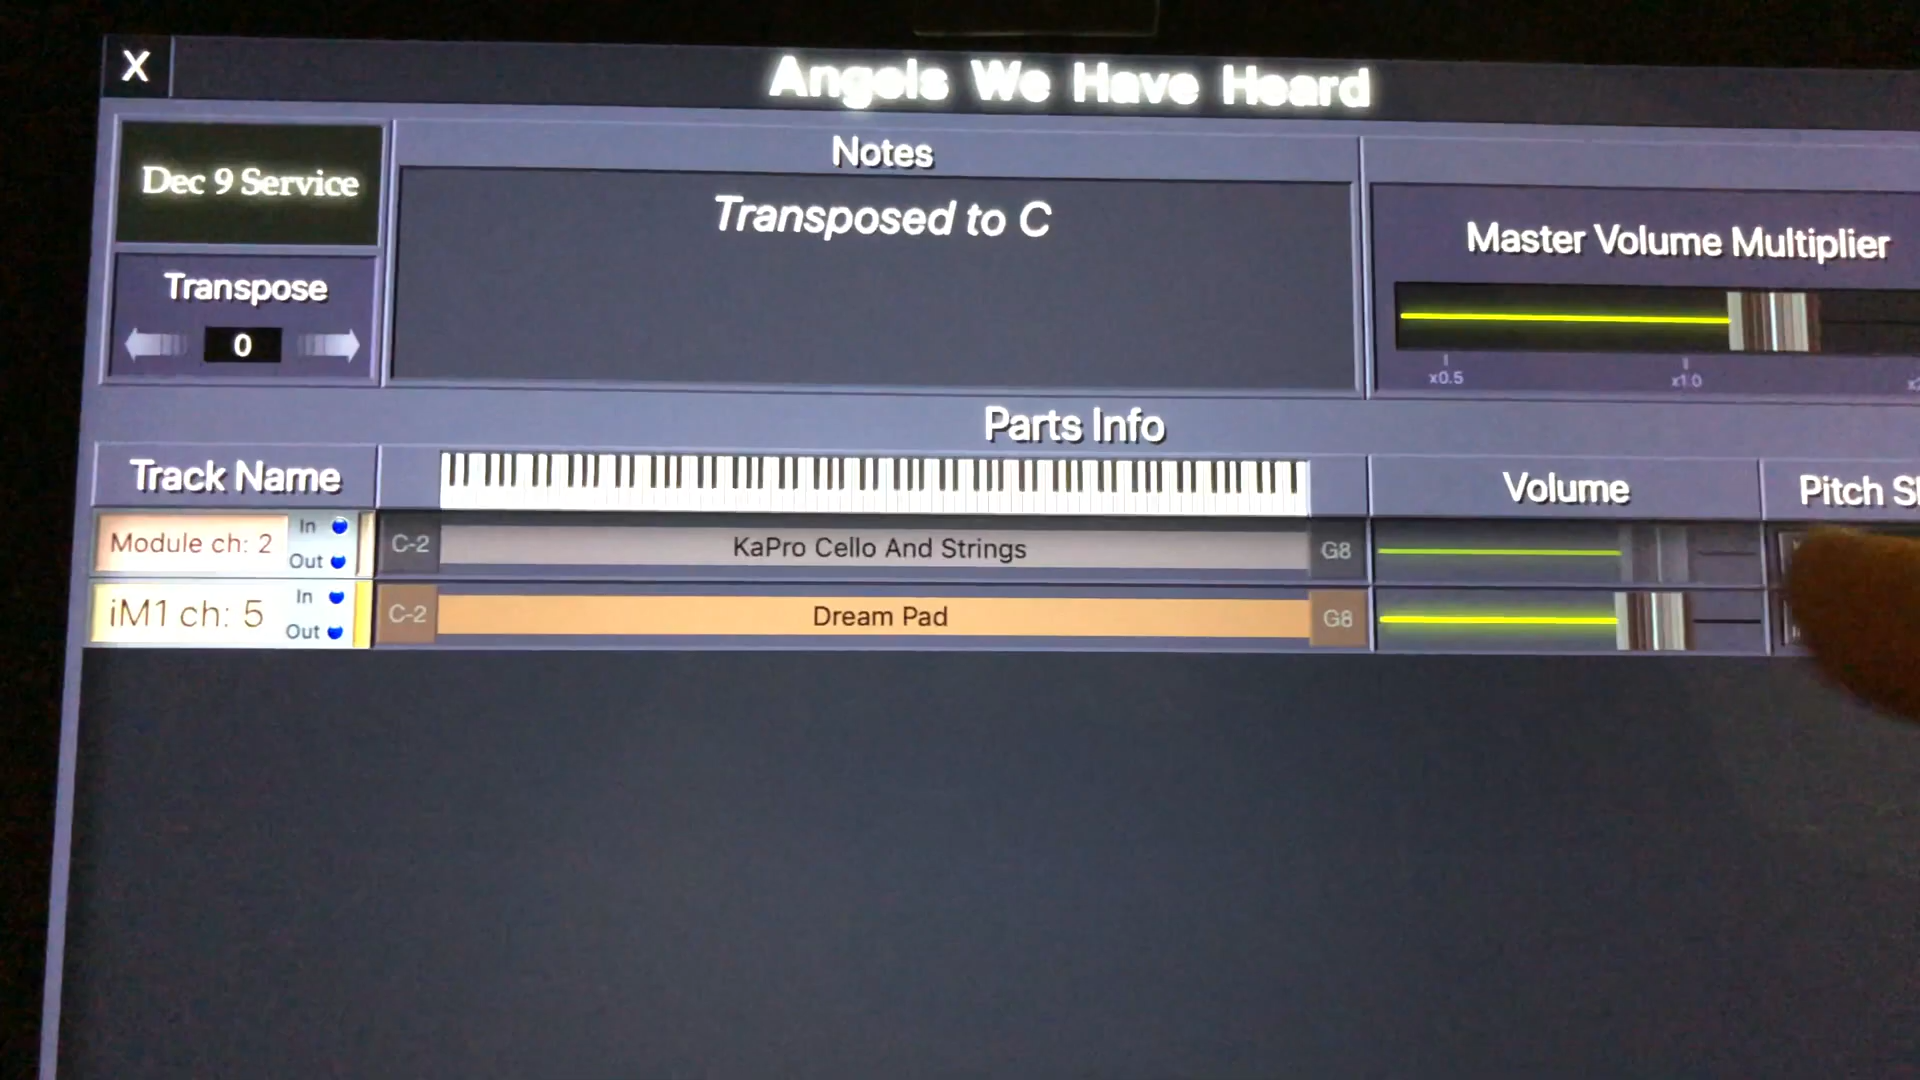 X
Angels We Have Heard
Dec 9 Service
Notes
Transposed to C
Transpose
0
Master Volume Multiplier
x0.5
x1.0
Parts Info
Track Name
Volume
Pitch
Module ch: 2
In
Out
C-2
KaPro Cello And Strings
G8
iM1 ch: 5
In
Out
C-2
Dream Pad
G8